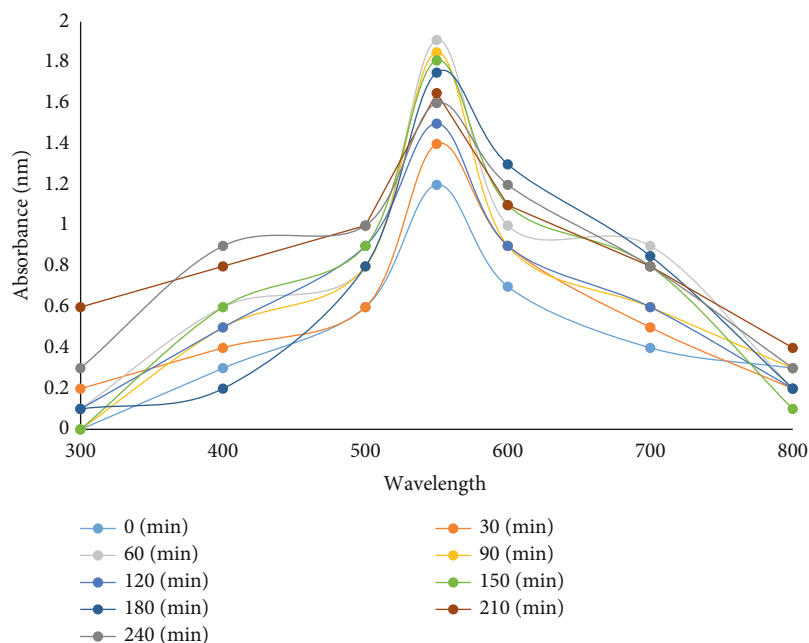 2
1.8
1.6
1.4
1.2
1
0.8
0.6
0.4
0.2
0
Absorbance (nm)
300 400 500 600 700 800
Wavelength
0 (min) 30 (min)
60 (min) 90 (min)
120 (min) 150 (min)
180 (min) 210 (min)
240 (min)